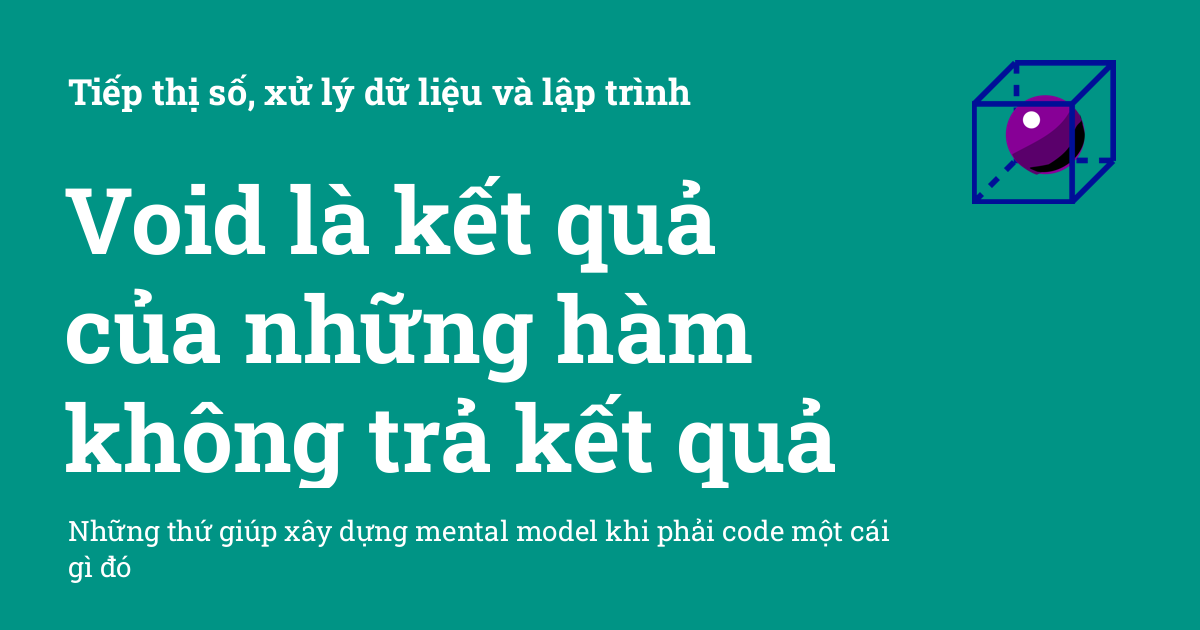 Tiếp thị số, xử lý dữ liệu và lập trình
Void là kết quả
của những hàm
không trả kết quả
Những thứ giúp xây dựng mental model khi phải code một cái
gì đó